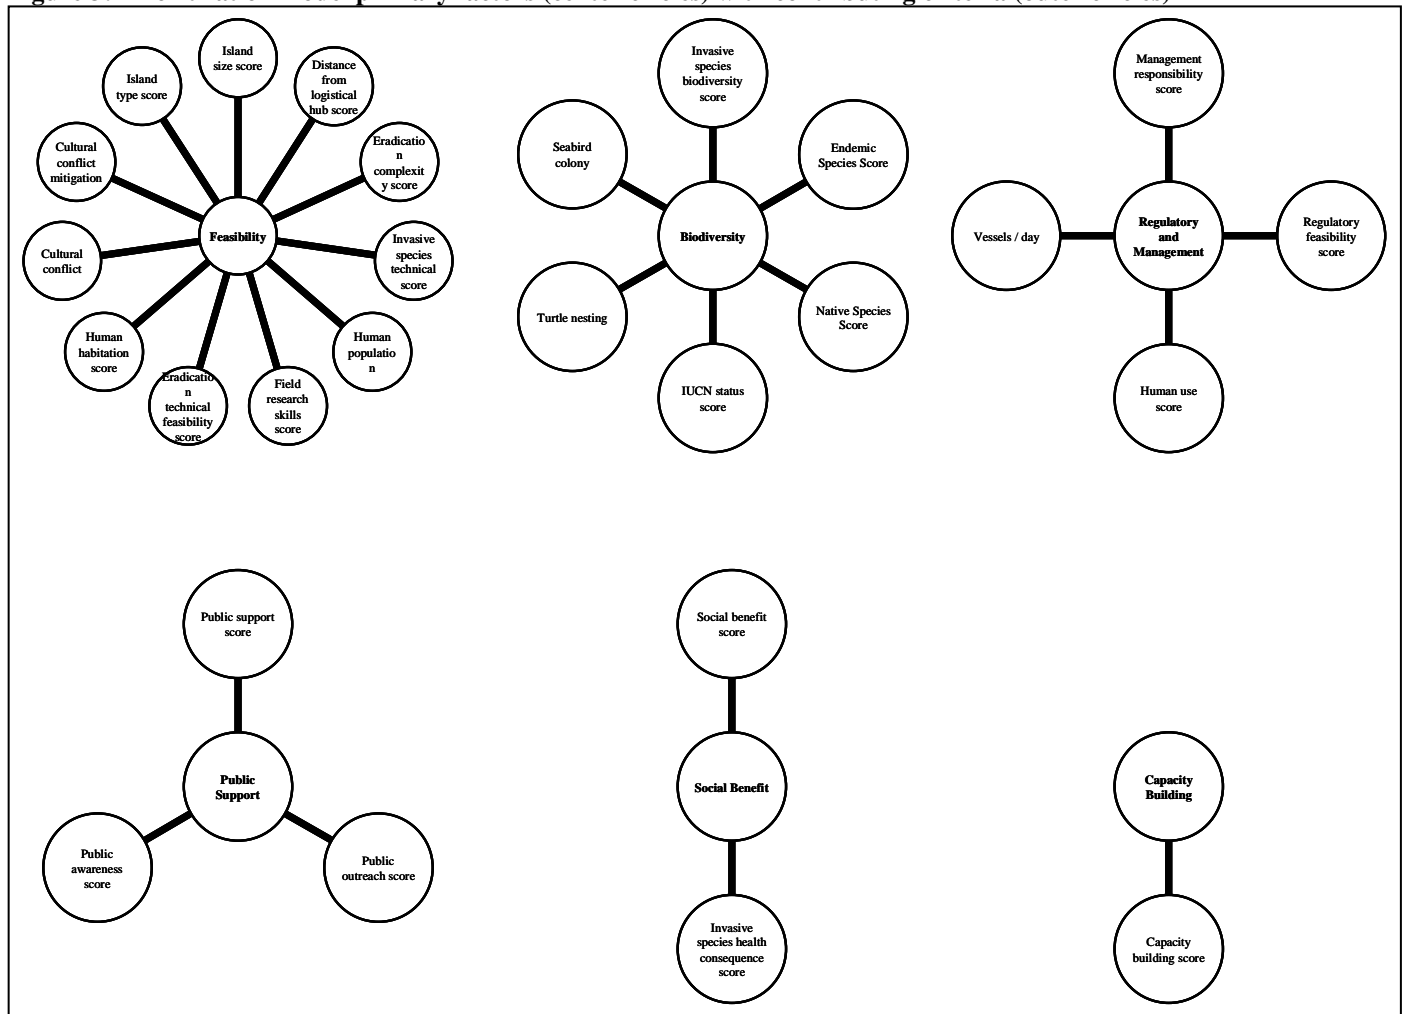 Island
size score
Distance
from
logistical
hub score
Eradicatio
n
complexit
y score
Invasive
species
technical
score
Human
populatio
n
Field
research
skills
score
Eradicatio
n
technical
feasibility
score
Human
habitation
score
Cultural
conflict
Cultural
conflict
mitigation
Island
type score
Feasibility
Invasive
species
biodiversity
score
Endemic
Species Score
Native Species
Score
IUCN status
score
Turtle nesting
Seabird
colony
Biodiversity
Management
responsibility
score
Regulatory
feasibility
score
Human use
score
Vessels / day
Regulatory
and
Management
Public support
score
Public
outreach score
Public
awareness
score
Public
Support
Social benefit
score
Social Benefit
Invasive
species health
consequence
score
Capacity
Building
Capacity
building score